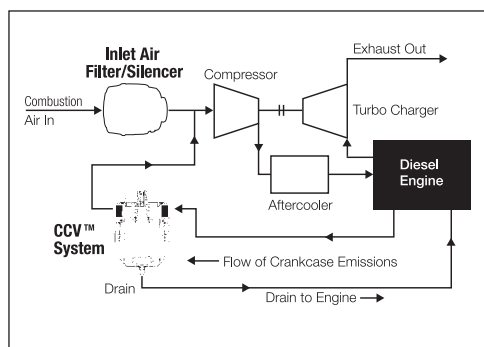 Inlet Air
Filter/Silencer
Compressor
Exhaust Out
Combustion
Air In
Turbo Charger
Diesel
Engine
Aftercooler
CCV™
System
Flow of Crankcase Emissions
Drain
Drain to Engine